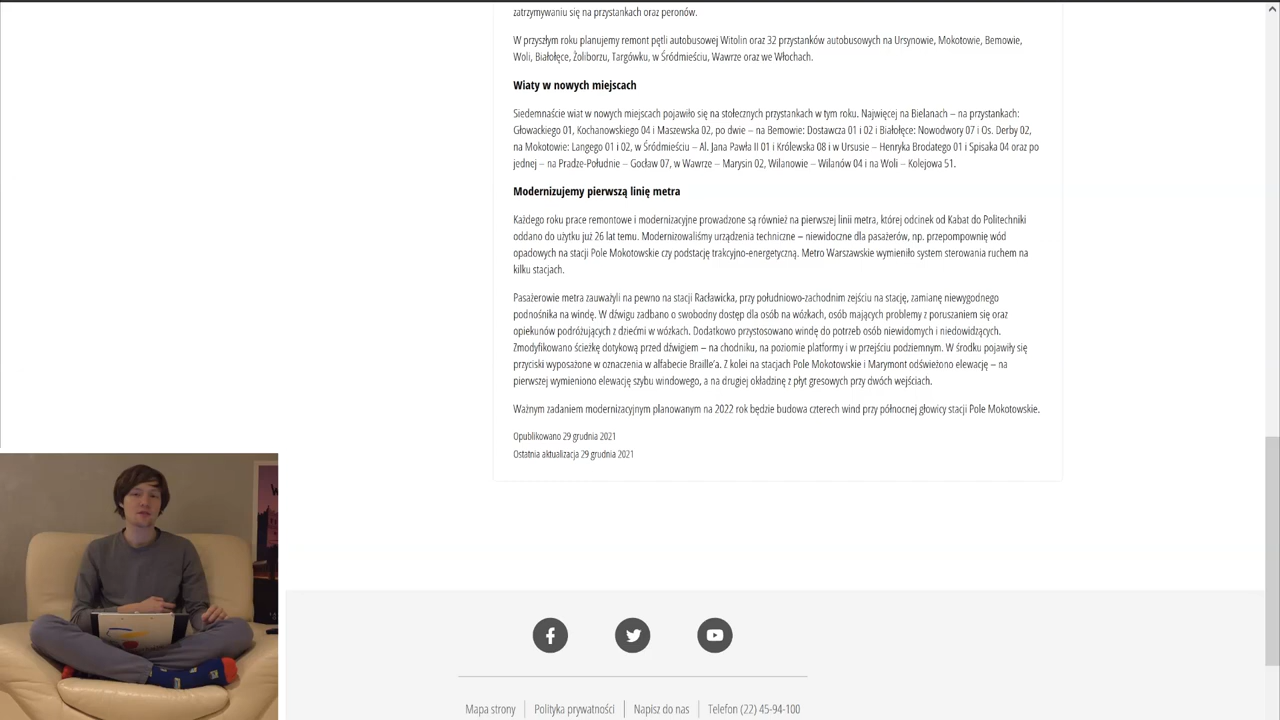 zatrzymywaniu się na przystankach oraz peronów.
W przyszłym roku planujemy remont pętli autobusowej Witolin oraz 32 przystanków autobusowych na Ursynowie, Mokotowie, Bemowie,
Woli, Białołęce, Żoliborzu, Targówku, w Śródmieściu, Wawrze oraz we Włochach.
Wiaty w nowych miejscach
Siedemnaście wiat w nowych miejscach pojawiło się na stołecznych przystankach w tym roku. Najwięcej na Bielanach – na przystankach:
Głowackiego 01, Kochanowskiego 04 i Maszewska 02, po dwie – na Bemowie: Dostawcza 01 i 02 i Białołęce: Nowodwory 07 i Os. Derby 02,
na Mokotowie: Langego 01 i 02, w Śródmieściu – Al. Jana Pawła II 01 i Królewska 08 i w Ursusie – Henryka Brodatego 01 i Spisaka 04 oraz po
jednej – na Pradze-Południe – Gocław 07, w Wawrze – Marysin 02, Wilanowie – Wilanów 04 i na Woli – Kolejowa 51.
Modernizujemy pierwszą linię metra
Każdego roku prace remontowe i modernizacyjne prowadzone są również na pierwszej linii metra, której odcinek od Kabat do Politechniki
oddano do użytku już 26 lat temu. Modernizowaliśmy urządzenia techniczne – niewidoczne dla pasażerów, np. przepompownię wód
opadowych na stacji Pole Mokotowskie czy podstację trakcyjno-energetyczną. Metro Warszawskie wymieniło system sterowania ruchem na
kilku stacjach.
Pasażerowie metra zauważyli na pewno na stacji Racławicka, przy południowo-zachodnim zejściu na stację, zamianę niewygodnego
podnośnika na windę. W dźwigu zadbano o swobodny dostęp dla osób na wózkach, osób mających problemy z poruszaniem się oraz
opiekunów podróżujących z dziećmi w wózkach. Dodatkowo przystosowano windę do potrzeb osób niewidomych i niedowidzących.
Zmodyfikowano ścieżkę dotykową przed dźwigiem – na chodniku, na poziomie platformy i w przejściu podziemnym. W środku pojawiły się
przyciski wyposażone w oznaczenia w alfabecie Braille'a. Z kolei na stacjach Pole Mokotowskie i Marymont odświeżono elewację – na
pierwszej wymieniono elewację szybu windowego, a na drugiej okładzinę z płyt gresowych przy dwóch wejściach.
Ważnym zadaniem modernizacyjnym planowanym na 2022 rok będzie budowa czterech wind przy północnej głowicy stacji Pole Mokotowskie.
Opublikowano 29 grudnia 2021
Ostatnia aktualizacja 29 grudnia 2021
Mapa strony | Polityka prywatności | Napisz do nas | Telefon (22) 45-94-100